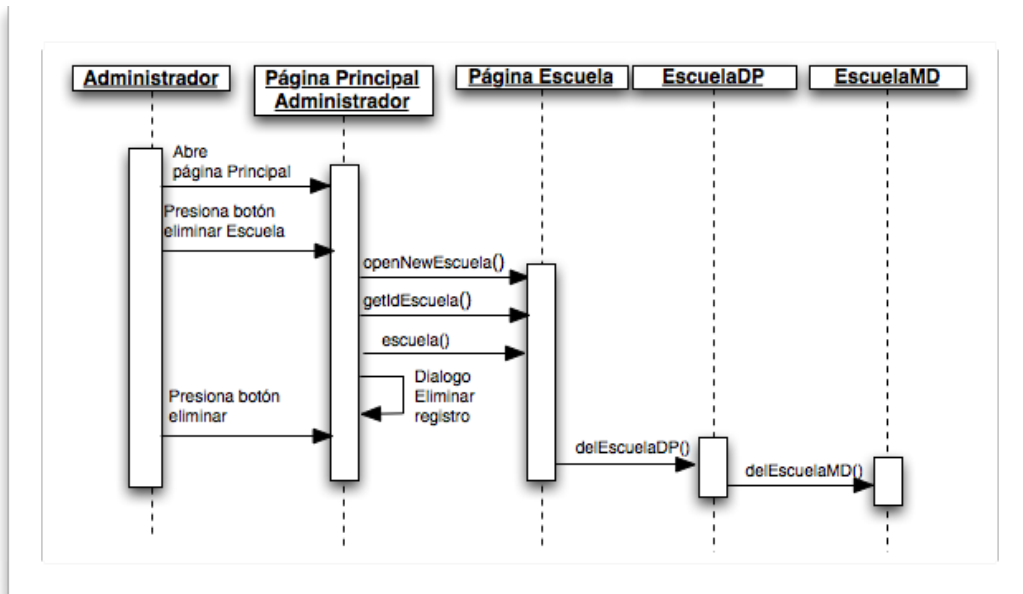 Administrador
Página Principal
Administrador
Página Escuela
EscuelaDP
EscuelaMD
Abre
página Principal
Presiona botón
eliminar Escuela
openNewEscuela()
getIdEscuela()
escuela()
Dialogo
Eliminar
registro
Presiona botón
eliminar
delEscuelaDP()
delEscuelaMD()